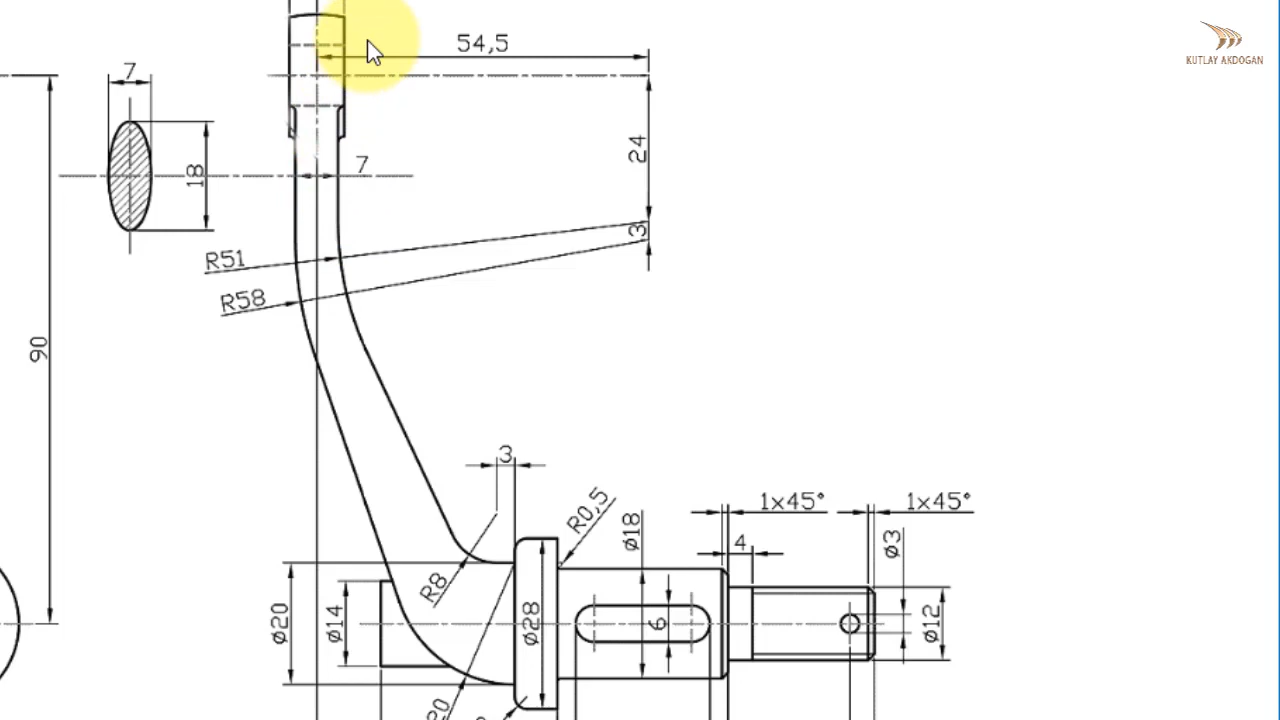 54,5
KUTLAY AKDOGAN
7
24
18
7
3
R51
R58
90
3
R0,5
1x45°
1x45°
ø18
4
ø3
R8
ø20
ø14
ø28
6
ø12
20